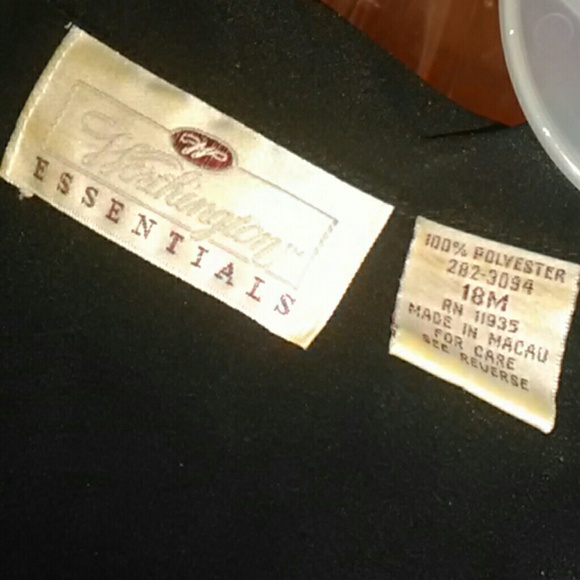 W
Worthington
ESSENTIALS
100% POLYESTER
282-3094
18M
RN 11935
MADE IN MACAU
FOR CARE
SEE REVERSE